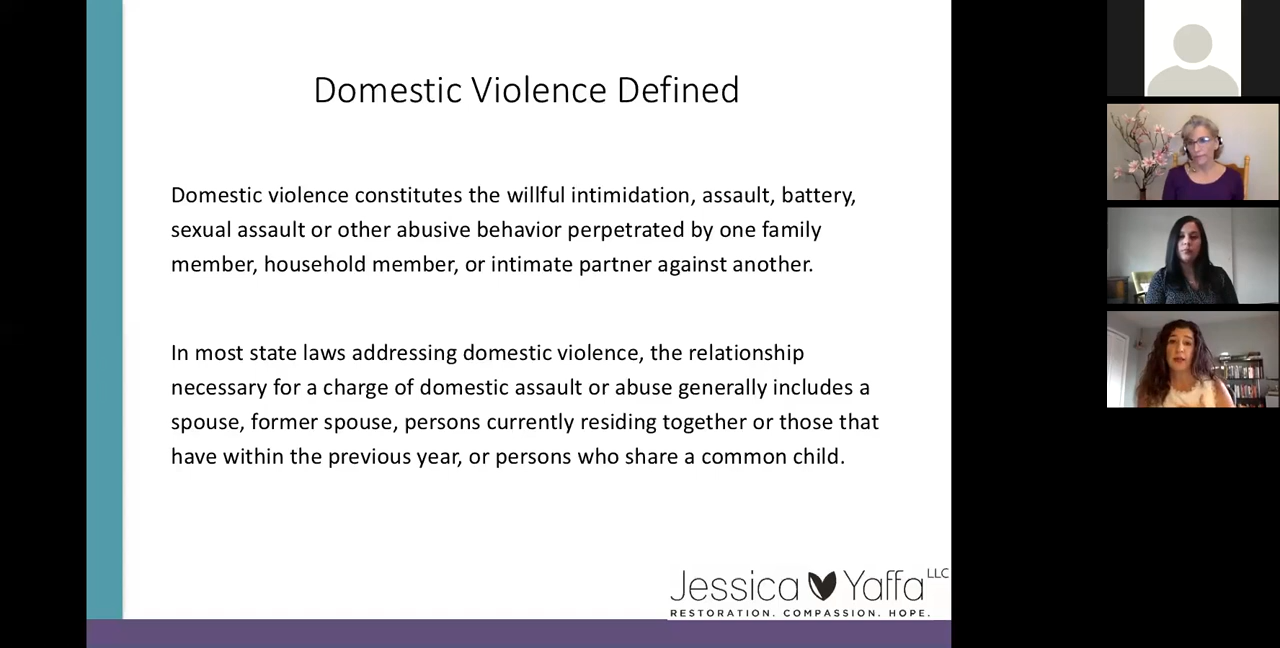 Domestic Violence Defined
Domestic violence constitutes the willful intimidation, assault, battery,
sexual assault or other abusive behavior perpetrated by one family
member, household member, or intimate partner against another.
In most state laws addressing domestic violence, the relationship
necessary for a charge of domestic assault or abuse generally includes a
spouse, former spouse, persons currently residing together or those that
have within the previous year, or persons who share a common child.
Jessica Yaffa LLC
RESTORATION. COMPASSION. HOPE.